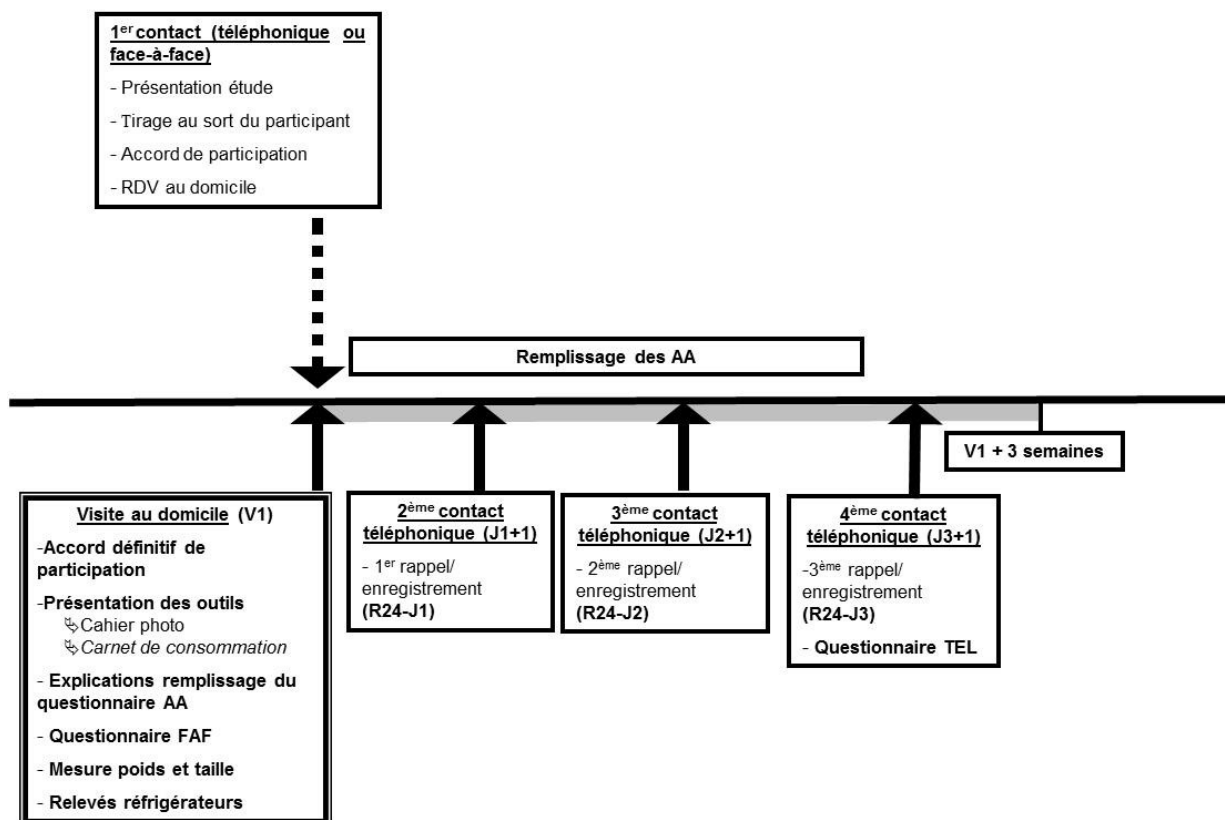 1er contact (téléphonique ou
face-à-face)
- Présentation étude
- Tirage au sort du participant
- Accord de participation
- RDV au domicile
Remplissage des AA
V1 + 3 semaines
Visite au domicile (V1)
-Accord définitif de
participation
-Présentation des outils
Cahier photo
Carnet de consommation
- Explications remplissage du
questionnaire AA
- Questionnaire FAF
- Mesure poids et taille
- Relevés réfrigérateurs
2ème contact
téléphonique (J1+1)
- 1er rappel/
enregistrement
(R24-J1)
3ème contact
téléphonique (J2+1)
- 2ème rappel/
enregistrement
(R24-J2)
4ème contact
téléphonique (J3+1)
-3ème rappel/
enregistrement
(R24-J3)
- Questionnaire TEL